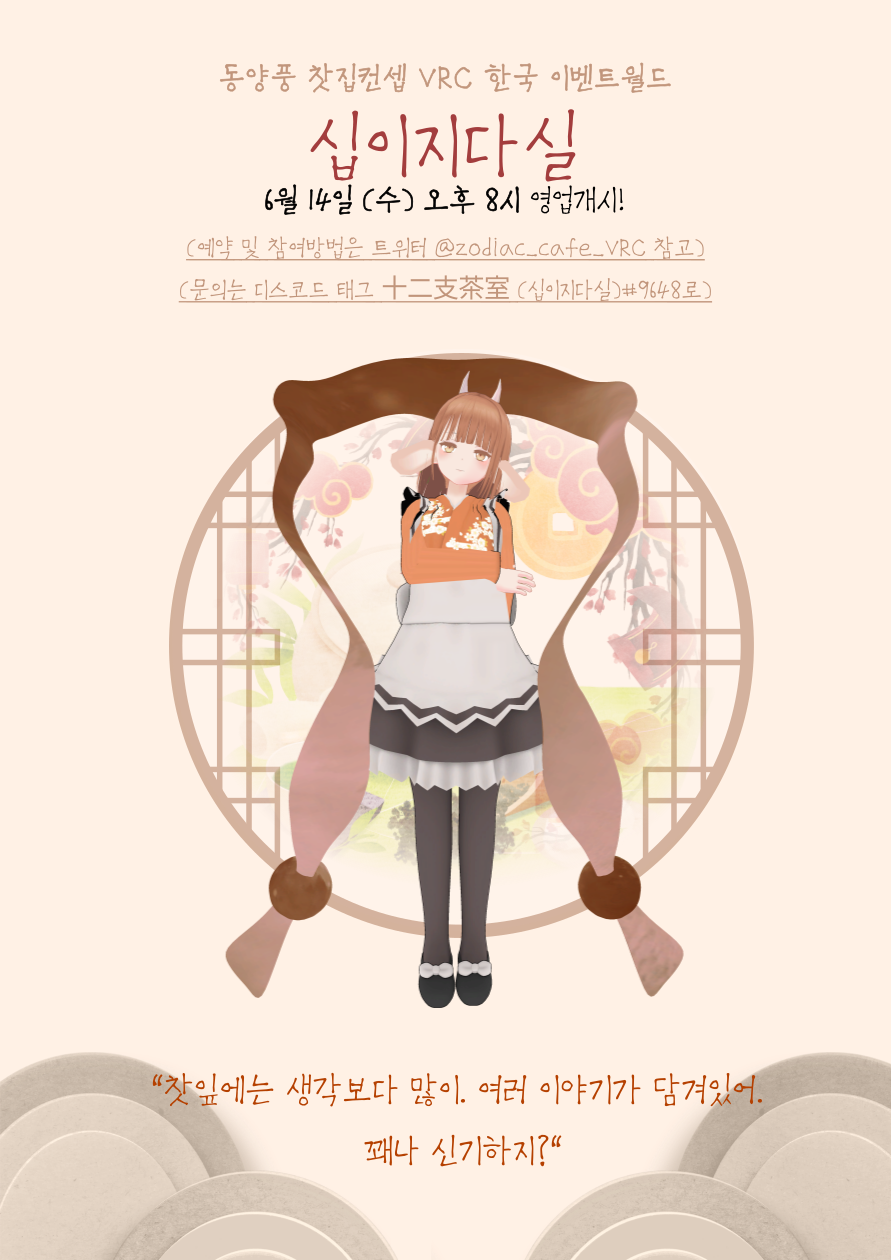 동양풍 찻집컨셉 VRC 한국 이벤트월드
십이지다실
6월 14일 (수) 오후 8시 영업개시!
(예약 및 참여방법은 트위터 @zodiac_cafe_VRC 참고)
(문의는 디스코드 태그 十二支茶室 (십이지다실)#9648로)
“찻잎에는 생각보다 많이. 여러 이야기가 담겨있어.
꽤나 신기하지?“